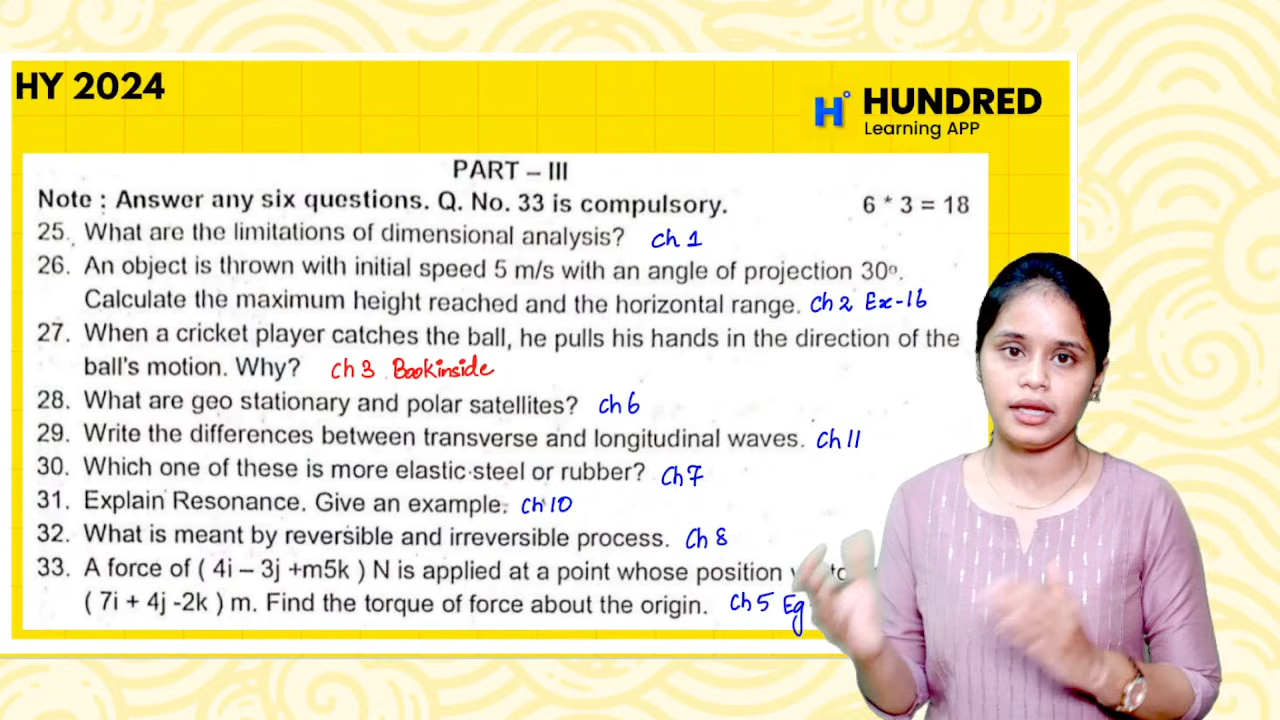 HY 2024
H° HUNDRED
Learning APP
PART – III
Note : Answer any six questions. Q. No. 33 is compulsory. 6 * 3 = 18
25. What are the limitations of dimensional analysis? Ch 1
26. An object is thrown with initial speed 5 m/s with an angle of projection 30º.
Calculate the maximum height reached and the horizontal range. Ch 2 Ex-16
27. When a cricket player catches the ball, he pulls his hands in the direction of the
ball's motion. Why? Ch 3 Bookinside
28. What are geo stationary and polar satellites? Ch 6
29. Write the differences between transverse and longitudinal waves. Ch 11
30. Which one of these is more elastic steel or rubber? Ch 7
31. Explain Resonance. Give an example. Ch 10
32. What is meant by reversible and irreversible process. Ch 8
33. A force of ( 4i – 3j +m5k ) N is applied at a point whose position
( 7i + 4j -2k ) m. Find the torque of force about the origin. Ch 5 Eg